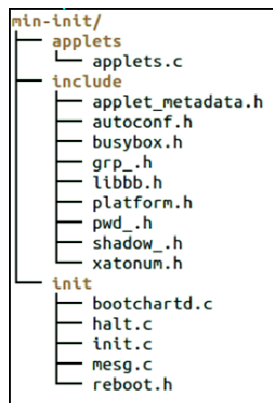 min-init/
├── applets
│   └── applets.c
├── include
│   ├── applet_metadata.h
│   ├── autoconf.h
│   ├── busybox.h
│   ├── grp_.h
│   ├── libbb.h
│   ├── platform.h
│   ├── pwd_.h
│   ├── shadow_.h
│   └── xatonum.h
└── init
    ├── bootchartd.c
    ├── halt.c
    ├── init.c
    ├── mesg.c
    └── reboot.h